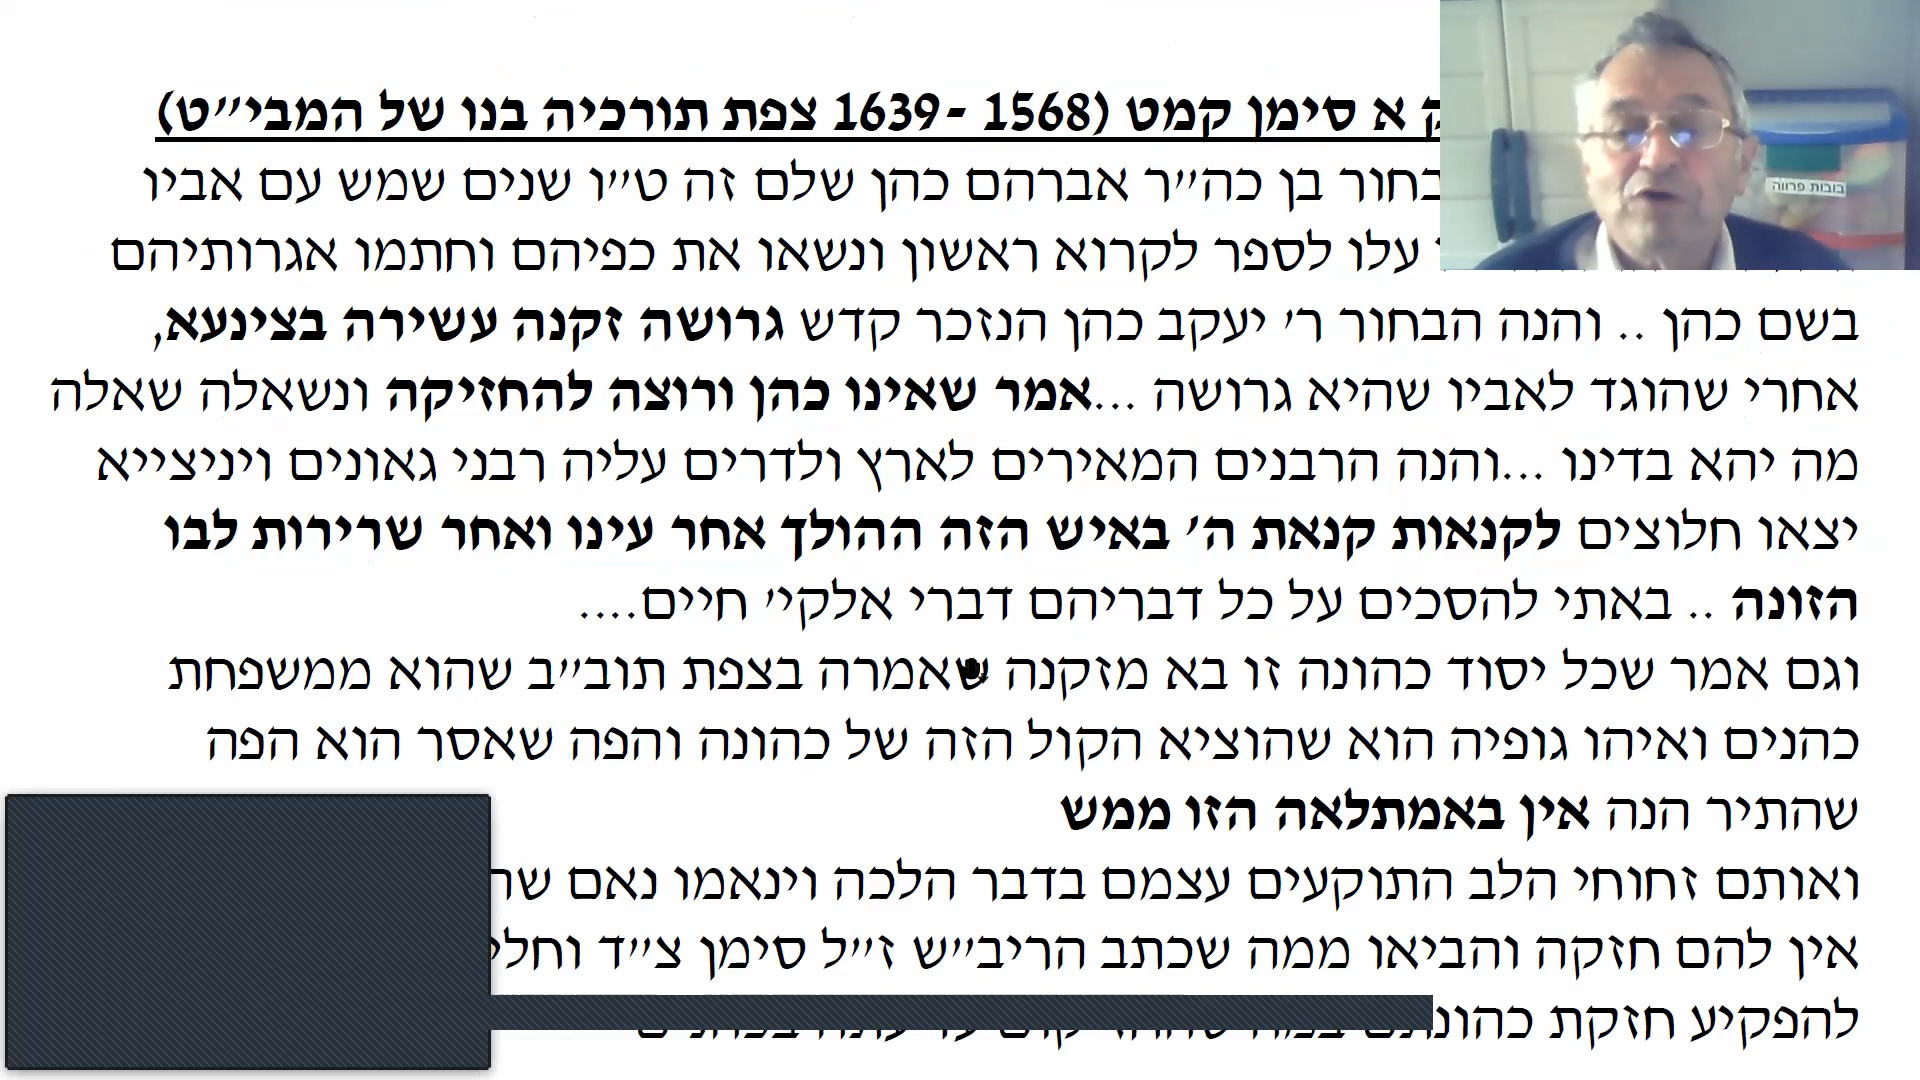 א סימן קמט (1568 -1639 צפת תורכיה בנו של המבי״ט)
בובות פרווה
בחור בן כה״ר אברהם כהן שלם זה ט״ו שנים שמש עם אביו
עלו לספר לקרוא ראשון ונשאו את כפיהם וחתמו אגרותיהם
בשם כהן .. והנה הבחור ר׳ יעקב כהן הנזכר קדש גרושה זקנה עשירה בצינעא,
אחרי שהוגד לאביו שהיא גרושה ...אמר שאינו כהן ורוצה להחזיקה ונשאלה שאלה
מה יהא בדינו ...והנה הרבנים המאירים לארץ ולדרים עליה רבני גאונים ויניצייא
יצאו חלוצים לקנאות קנאת ה׳ באיש הזה ההולך אחר עינו ואחר שרירות לבו
הזונה .. באתי להסכים על כל דבריהם דברי אלקי׳ חיים....
וגם אמר שכל יסוד כהונה זו בא מזקנה שאמרה בצפת תוב״ב שהוא ממשפחת
כהנים ואיהו גופיה הוא שהוציא הקול הזה של כהונה והפה שאסר הוא הפה
שהתיר הנה אין באמתלאה הזו ממש
ואותם זחוחי הלב התוקעים עצמם בדבר הלכה וינאמו נאם
אין להם חזקה והביאו ממה שכתב הריב״ש ז״ל סימן צ״ד
להפקיע חזקת